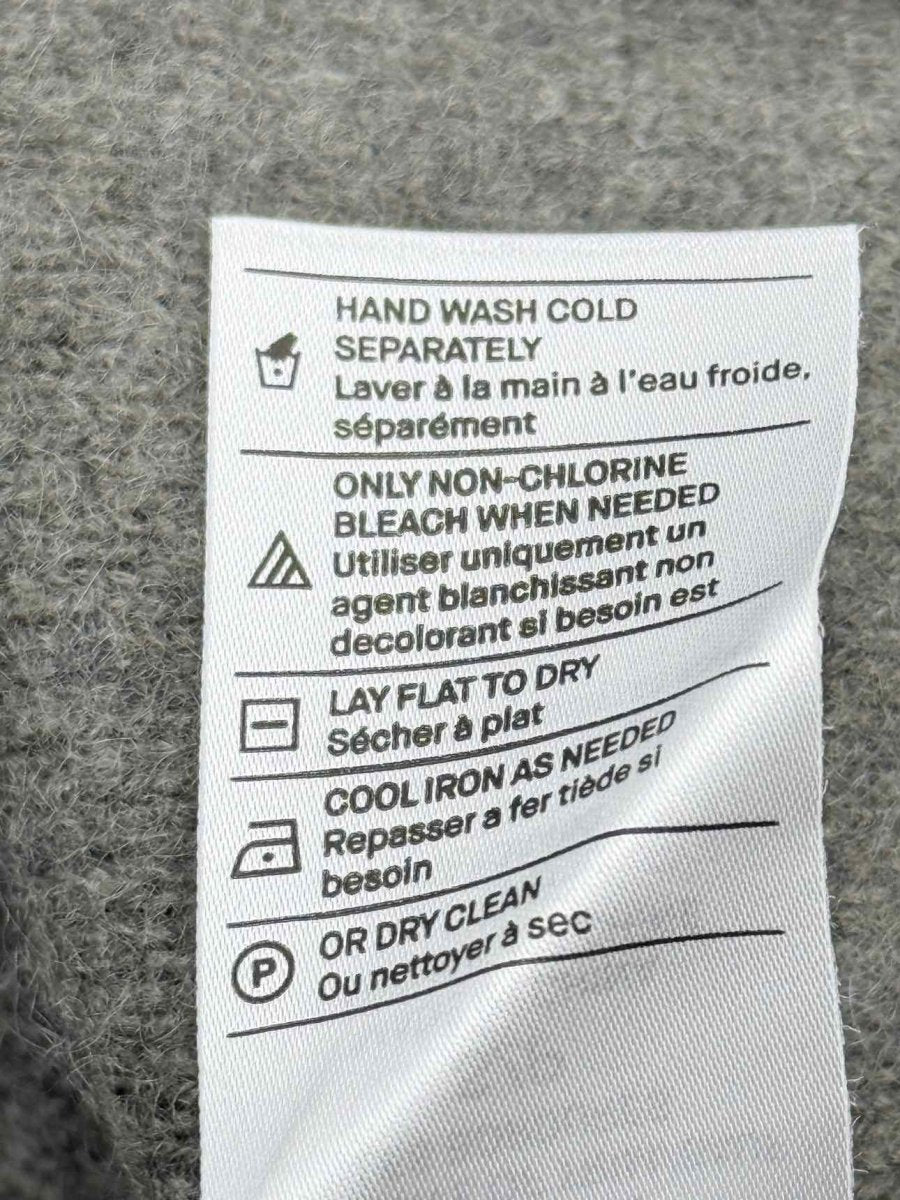 HAND WASH COLD
SEPARATELY
Laver à la main à l'eau froide,
séparément
ONLY NON-CHLORINE
BLEACH WHEN NEEDED
Utiliser uniquement un
agent blanchissant non
decolorant si besoin est
LAY FLAT TO DRY
Sécher à plat
COOL IRON AS NEEDED
Repasser a fer tiède si
besoin
OR DRY CLEAN
P
Ou nettoyer à sec